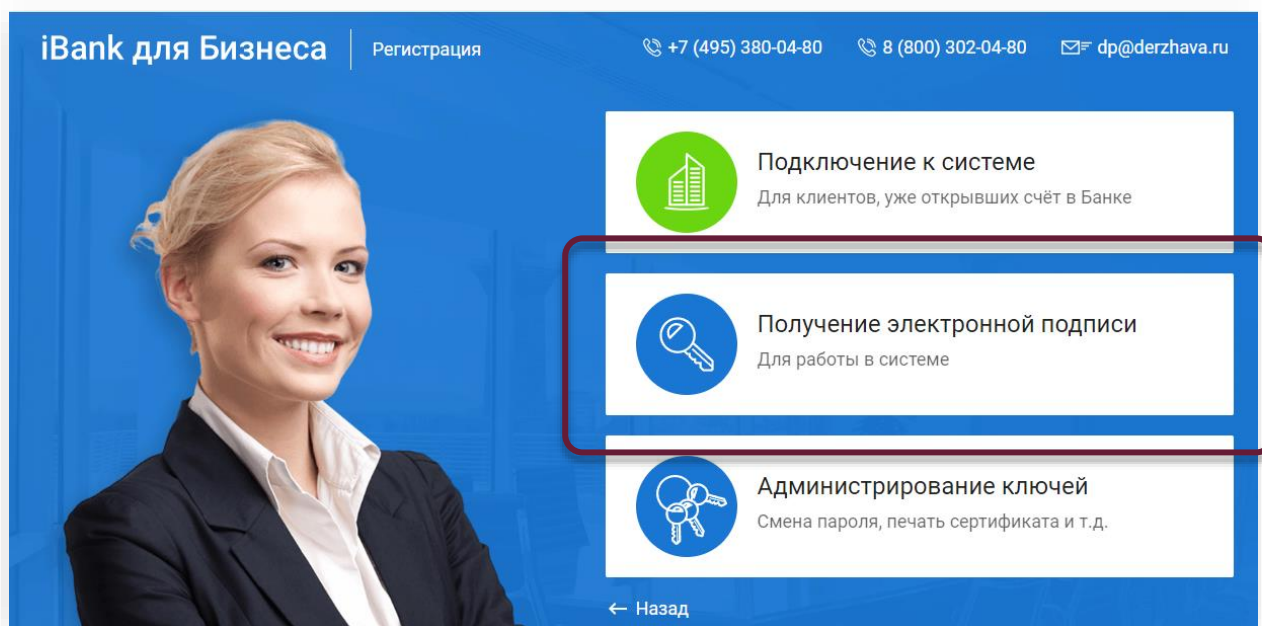 iBank для Бизнеса
Регистрация
+7 (495) 380-04-80
8 (800) 302-04-80
dp@derzhava.ru
Подключение к системе
Для клиентов, уже открывших счёт в Банке
Получение электронной подписи
Для работы в системе
Администрирование ключей
Смена пароля, печать сертификата и т.д.
← Назад